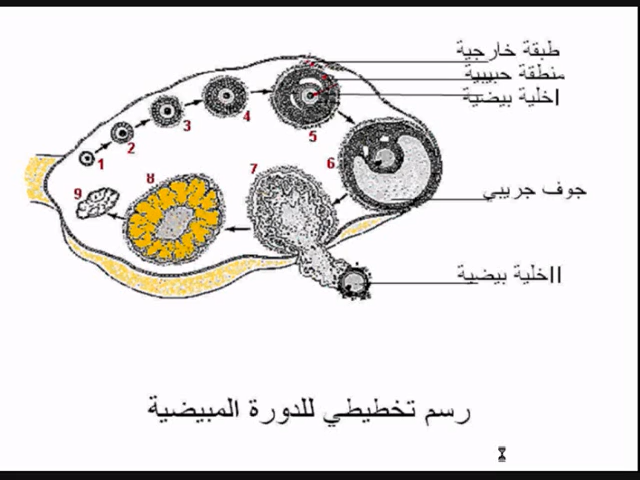 طبقة خارجية
منطقة حبيبية
اخلية بيضية
1
2
3
4
5
6
7
8
9
جوف جريبي
ااخلية بيضية
رسم تخطيطي للدورة المبيضية